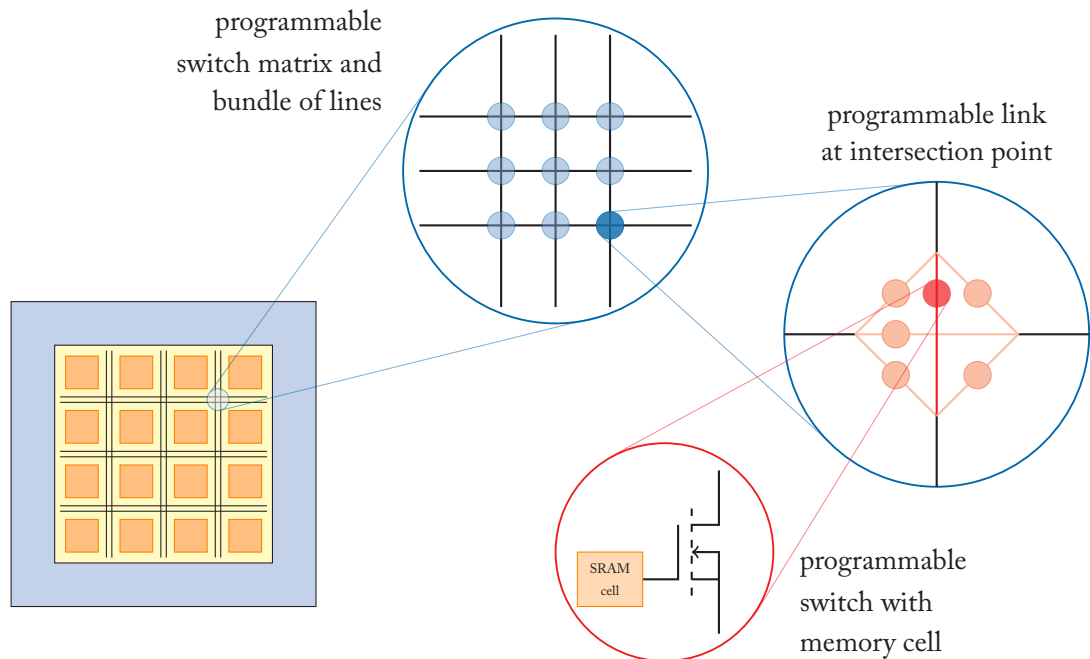 programmable
switch matrix and
bundle of lines
programmable link
at intersection point
SRAM
cell
programmable
switch with
memory cell